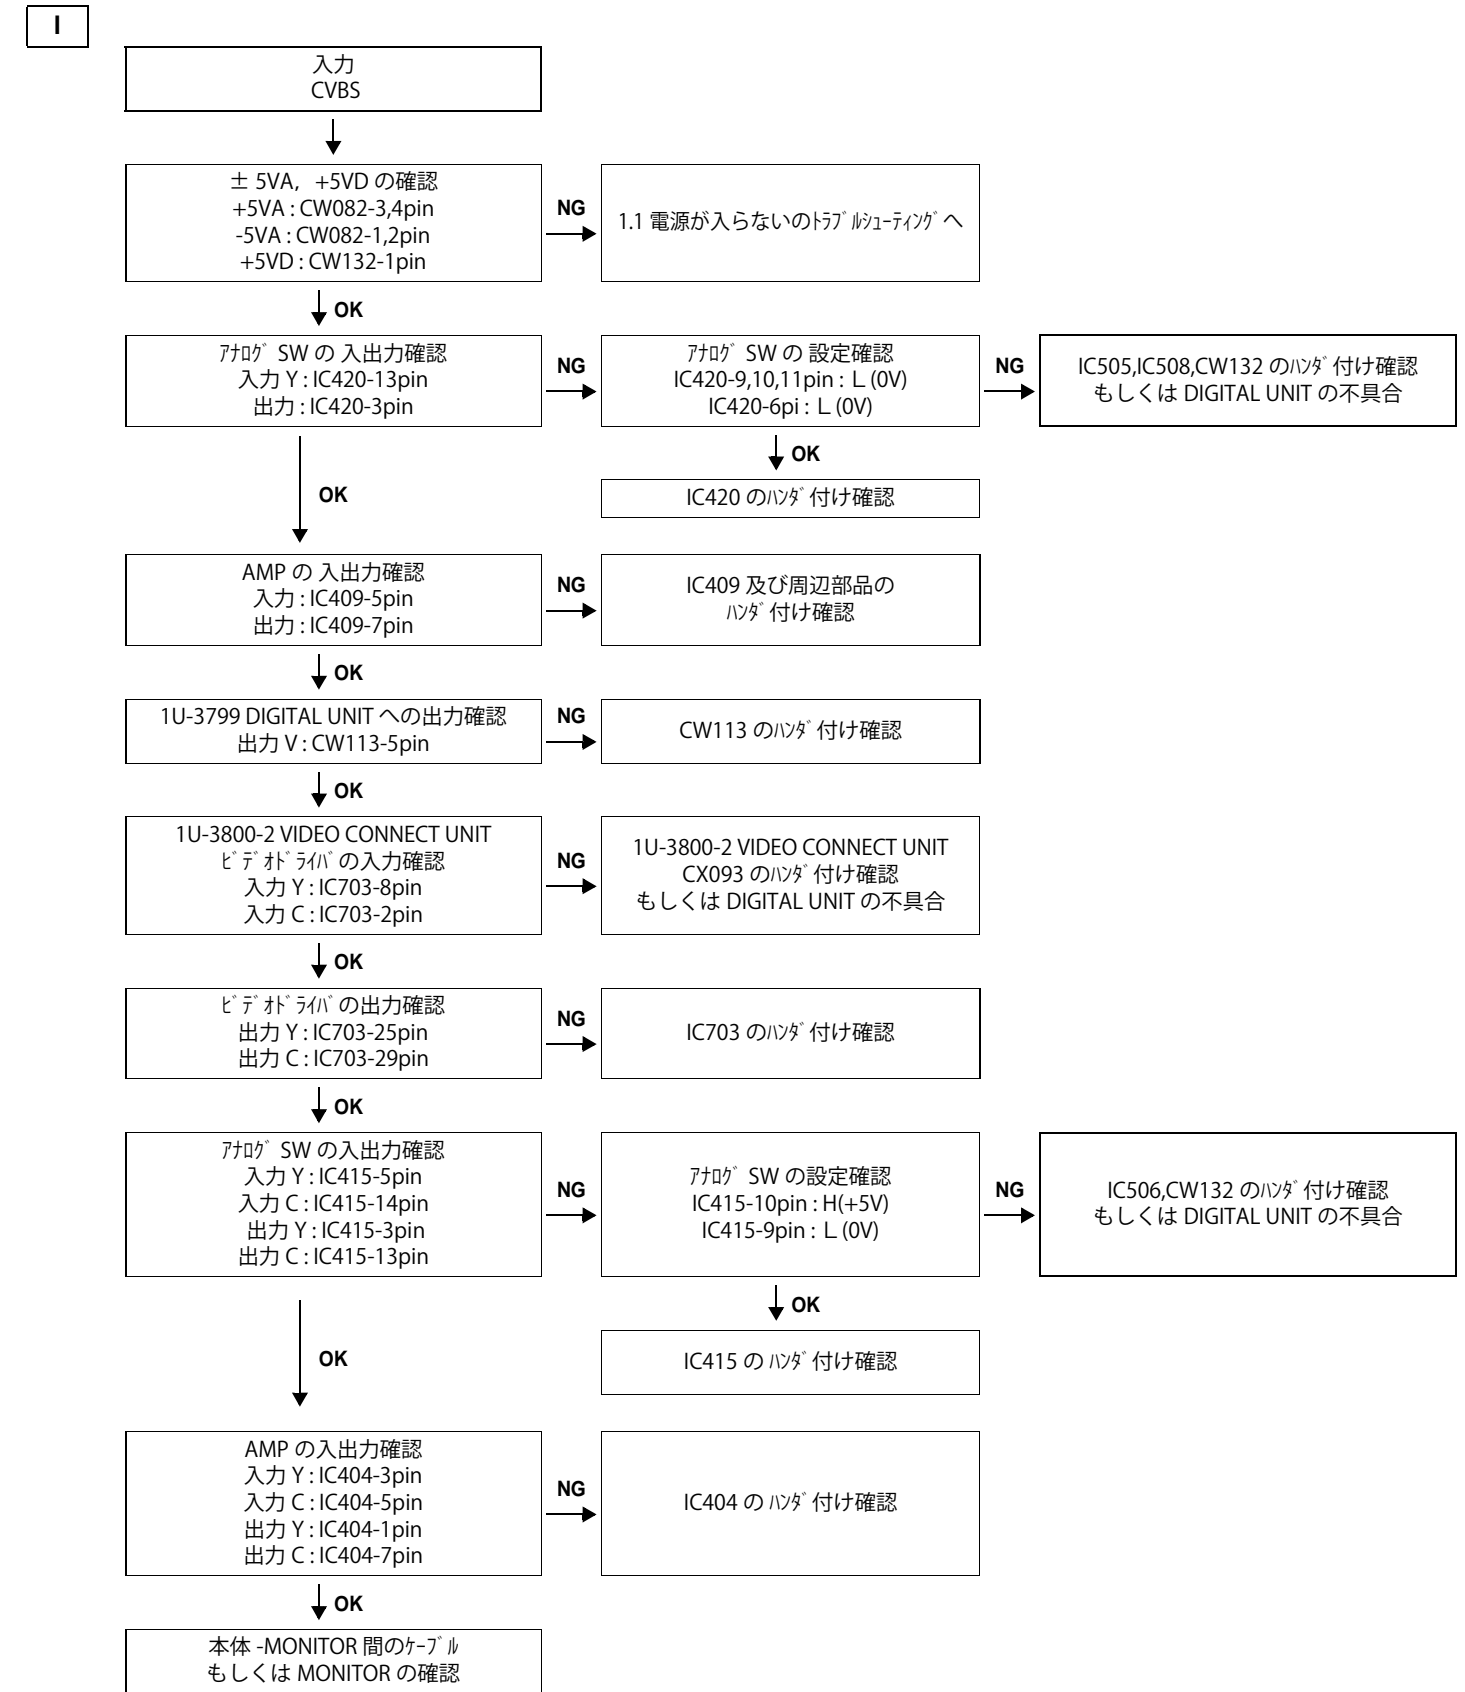 I
入力
CVBS
± 5VA, +5VD の確認
+5VA : CW082-3,4pin
-5VA : CW082-1,2pin
+5VD : CW132-1pin
NG
1.1 電源が入らないのﾄﾗﾌﾞﾙｼｭｰﾃｨﾝｸﾞへ
OK
ｱﾅﾛｸﾞ SW の 入出力確認
入力 Y : IC420-13pin
出力 : IC420-3pin
NG
ｱﾅﾛｸﾞ SW の 設定確認
IC420-9,10,11pin : L (0V)
IC420-6pi : L (0V)
NG
IC505,IC508,CW132 のﾊﾝﾀﾞ付け確認
もしくは DIGITAL UNIT の不具合
OK
IC420 のﾊﾝﾀﾞ付け確認
OK
AMP の 入出力確認
入力 : IC409-5pin
出力 : IC409-7pin
NG
IC409 及び周辺部品の
ﾊﾝﾀﾞ付け確認
OK
1U-3799 DIGITAL UNIT への出力確認
出力 V : CW113-5pin
NG
CW113 のﾊﾝﾀﾞ付け確認
OK
1U-3800-2 VIDEO CONNECT UNIT
ﾋﾞﾃﾞｵﾄﾞﾗｲﾊﾞの入力確認
入力 Y : IC703-8pin
入力 C : IC703-2pin
NG
1U-3800-2 VIDEO CONNECT UNIT
CX093 のﾊﾝﾀﾞ付け確認
もしくは DIGITAL UNIT の不具合
OK
ﾋﾞﾃﾞｵﾄﾞﾗｲﾊﾞの出力確認
出力 Y : IC703-25pin
出力 C : IC703-29pin
NG
IC703 のﾊﾝﾀﾞ付け確認
OK
ｱﾅﾛｸﾞ SW の入出力確認
入力 Y : IC415-5pin
入力 C : IC415-14pin
出力 Y : IC415-3pin
出力 C : IC415-13pin
NG
ｱﾅﾛｸﾞ SW の設定確認
IC415-10pin : H(+5V)
IC415-9pin : L (0V)
NG
IC506,CW132 のﾊﾝﾀﾞ付け確認
もしくは DIGITAL UNIT の不具合
OK
IC415 の ﾊﾝﾀﾞ付け確認
OK
AMP の入出力確認
入力 Y : IC404-3pin
入力 C : IC404-5pin
出力 Y : IC404-1pin
出力 C : IC404-7pin
NG
IC404 の ﾊﾝﾀﾞ付け確認
OK
本体 -MONITOR 間のｹｰﾌﾞﾙ
もしくは MONITOR の確認